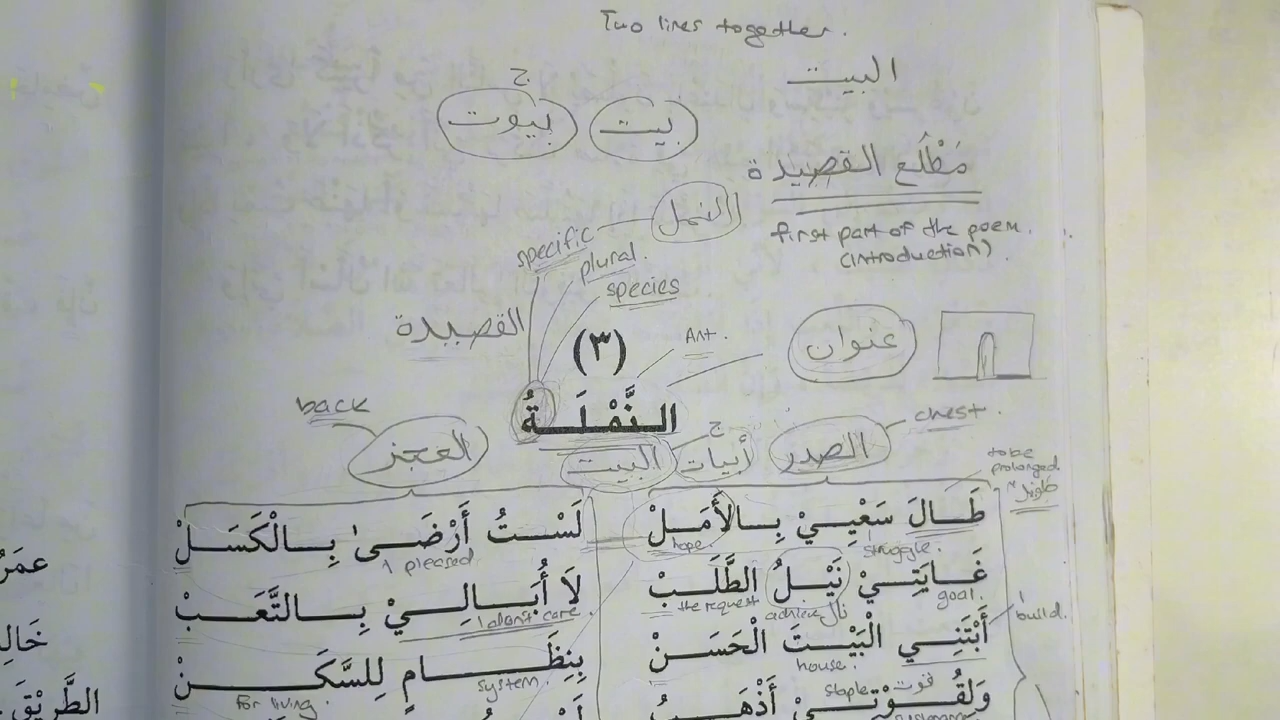 Two lines together.
البيت
بيت بيوت ج
مَطْلَع القصيدة
first part of the poem.
(introduction)
النمل
specific
plural.
species
القصيدة
(٣)
Ant.
عنوان
النَّمْلَةُ
back
chest.
العجز
البيت
أبيات ج
الصدر
to be prolonged
طَالَ سَعْيِيْ بِالأَمَلْ لَسْتُ أَرْضَىٰ بِالْكَسَلْ
hope. struggle. pleased
غَايَتِيْ نَيْلُ الطَّلَبْ لَا أُبَالِيْ بِالتَّعَبْ
goal. achieve نال the request I don't care.
أَبْتَنِي الْبَيْتَ الْحَسَنْ بِنِظَامٍ لِلسَّكَنْ
I build. house. system. For living.
وَلِقُوْتِيْ أَذْهَبُ
قوت staple
عمَرُ
خَالِ
الطَّرِيْقَ